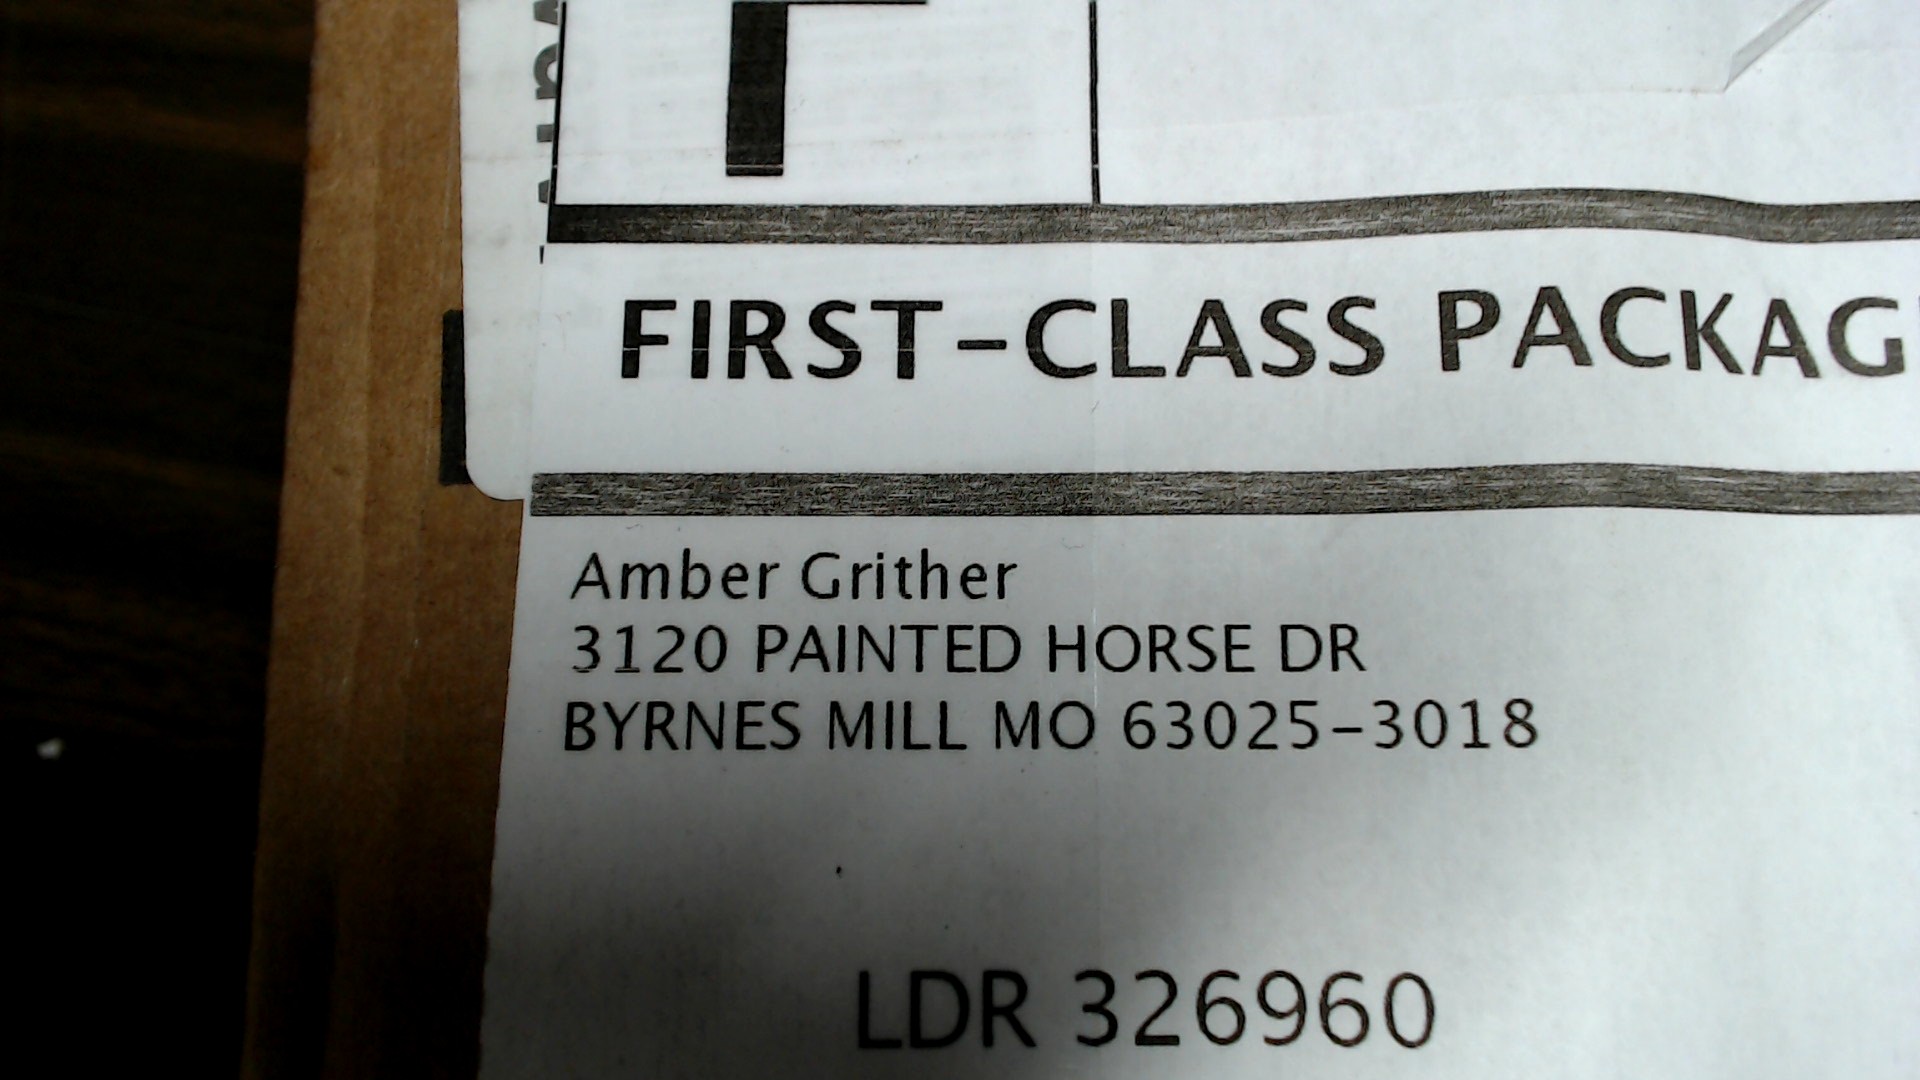 FIRST-CLASS PACKAG
Amber Grither
3120 PAINTED HORSE DR
BYRNES MILL MO 63025-3018
LDR 326960